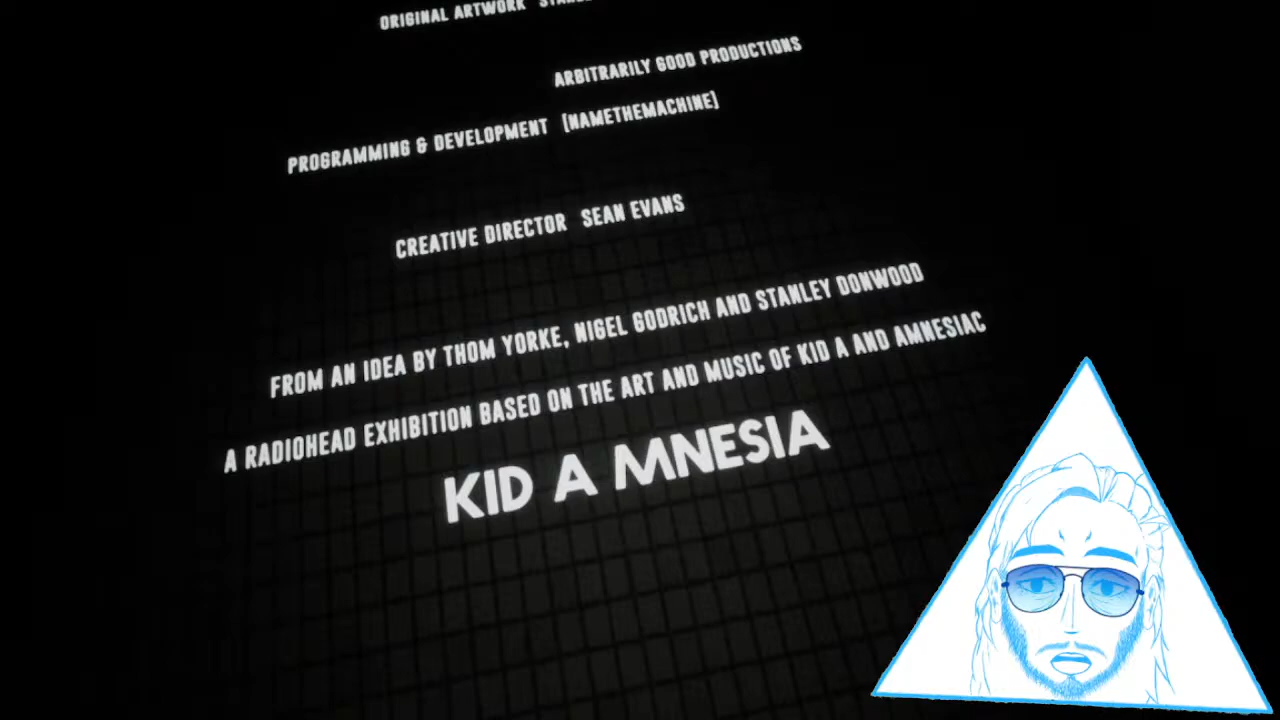 ORIGINAL ARTWORK
ARBITRARILY GOOD PRODUCTIONS
PROGRAMMING & DEVELOPMENT [NAMETHEMACHINE]
CREATIVE DIRECTOR SEAN EVANS
FROM AN IDEA BY THOM YORKE, NIGEL GODRICH AND STANLEY DONWOOD
A RADIOHEAD EXHIBITION BASED ON THE ART AND MUSIC OF KID A AND AMNESIAC
KID A MNESIA